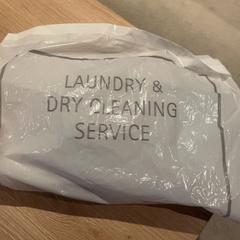 LAUNDRY &
DRY CLEANING
SERVICE